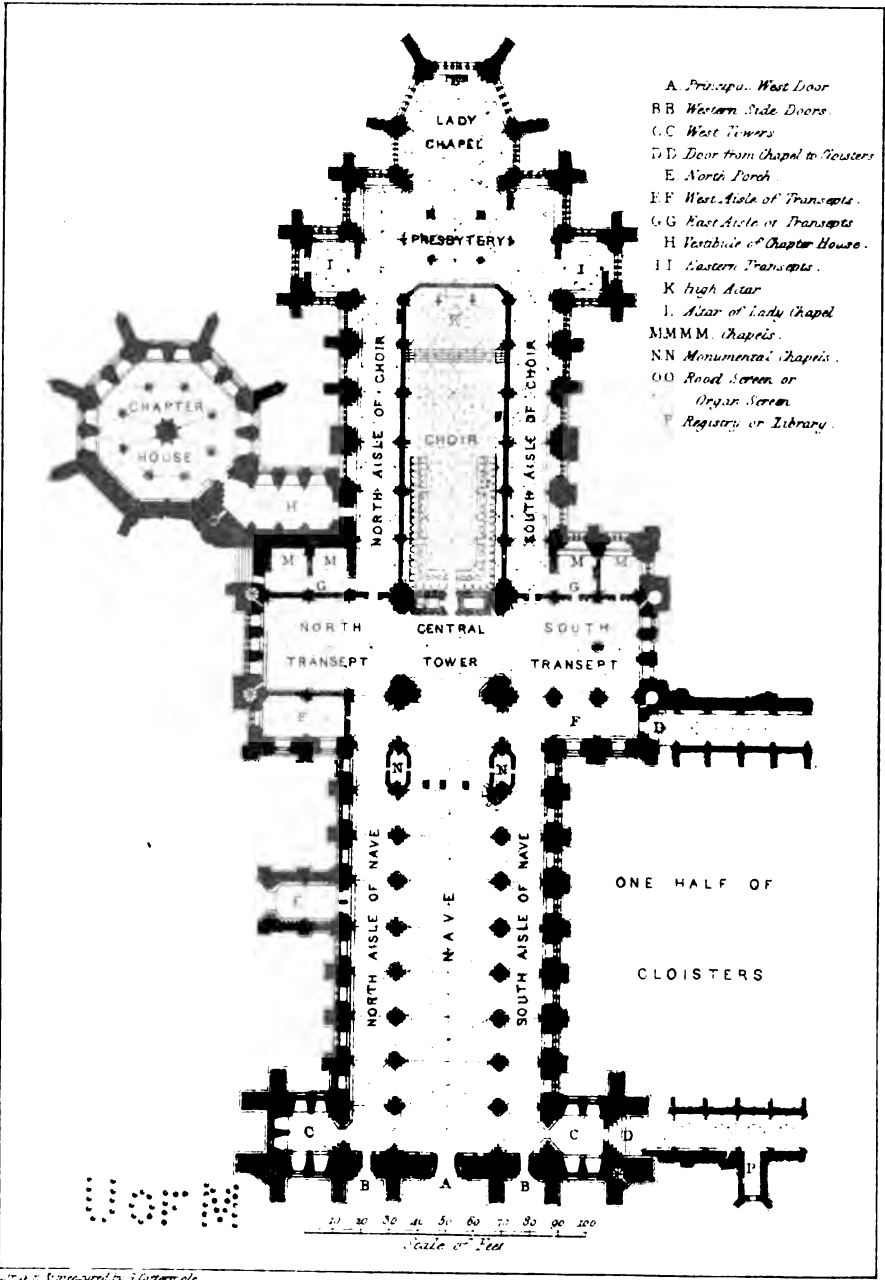 A Principal West Door
B B Western Side Doors.
C C West Towers
D D Door from Chapel to Cloisters
E North Porch.
F F West Aisle of Transepts.
G G East Aisle of Transepts
H Vestibule of Chapter House.
I I Eastern Transepts.
K High Altar
L Altar of Lady Chapel
M M M M. Chapels.
N N Monumental Chapels.
O O Rood Screen or
Organ Screen
P Registry or Library.
LADY
CHAPEL
PRESBYTERY
I
I
K
NORTH AISLE OF CHOIR
SOUTH AISLE OF CHOIR
CHOIR
CHAPTER
HOUSE
H
M M
G
M M
G
NORTH
TRANSEPT
CENTRAL
TOWER
SOUTH
TRANSEPT
F
F
D
N
N
NORTH AISLE OF NAVE
NAVE
SOUTH AISLE OF NAVE
E
ONE HALF OF
CLOISTERS
C
C
D
P
B
A
B
U OF M
10 20 30 40 50 60 70 80 90 100
Scale of Feet